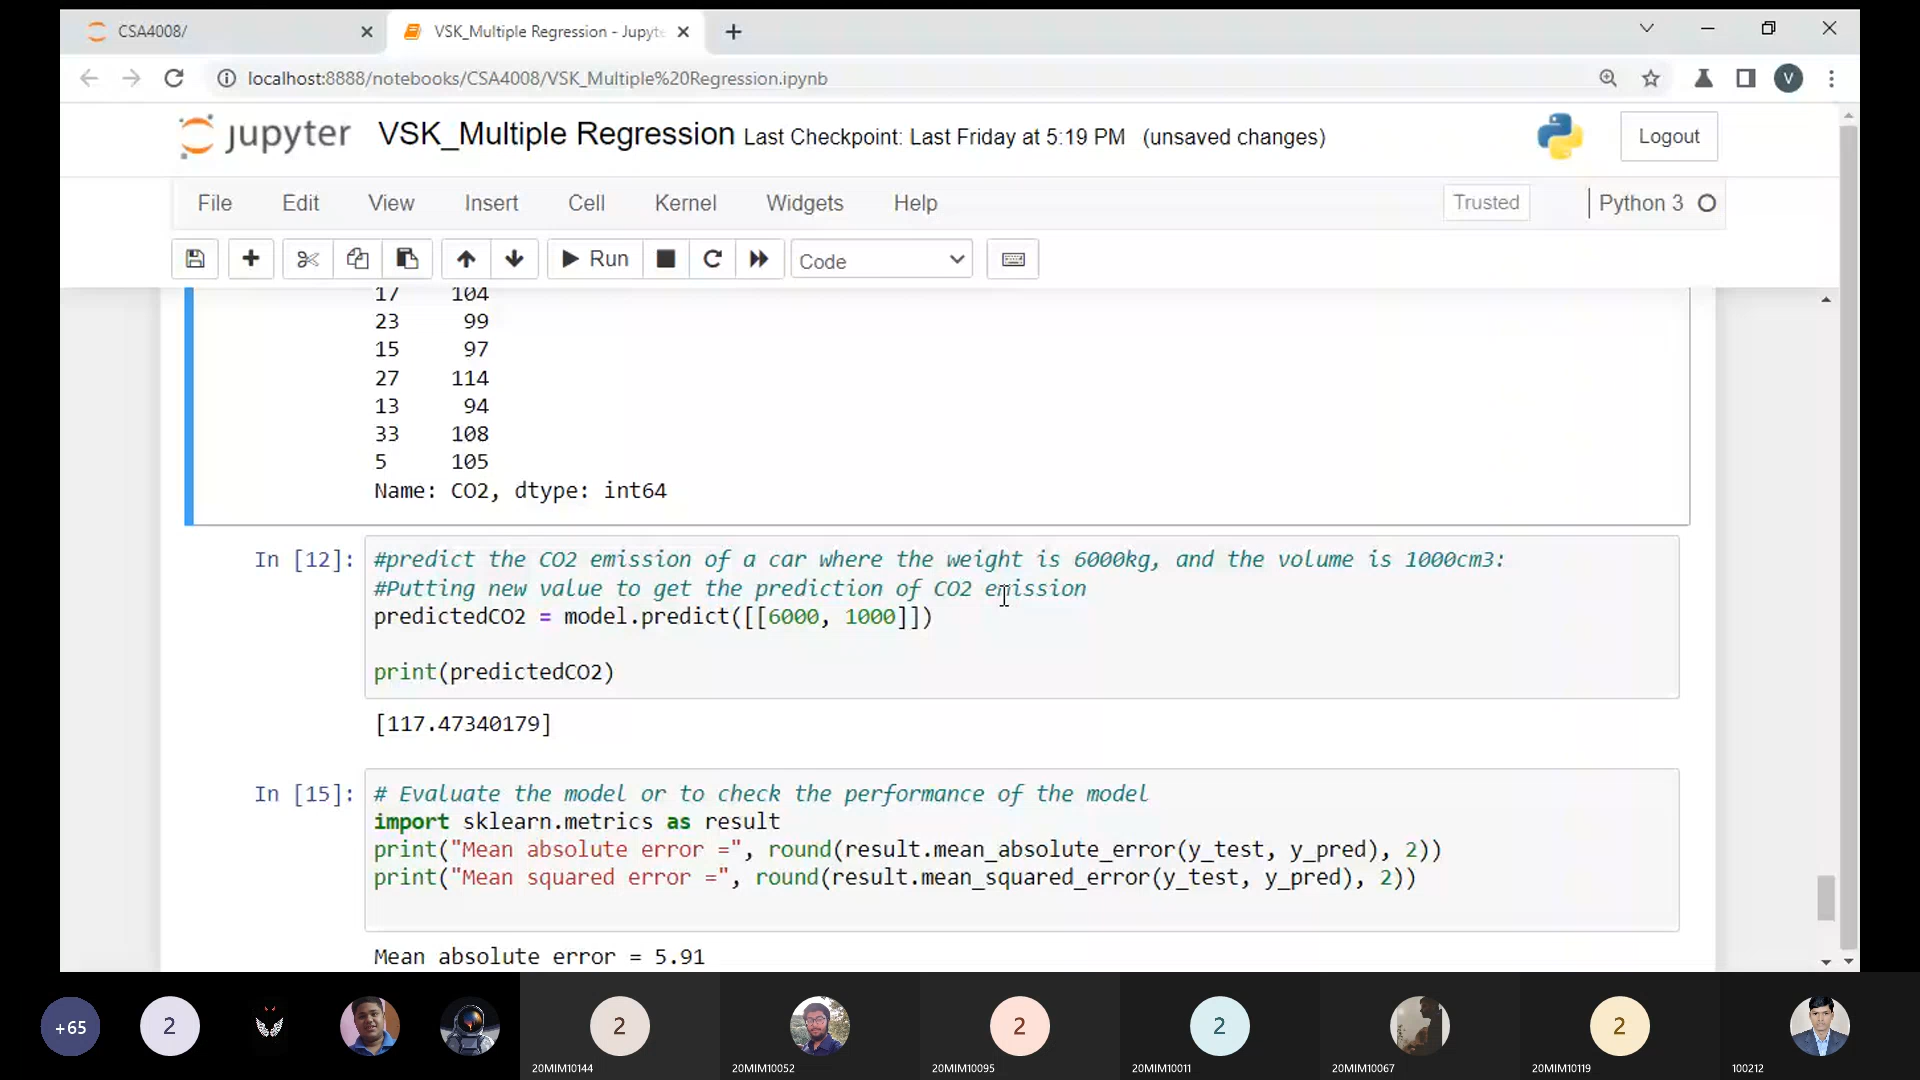 CSA4008/
VSK_Multiple Regression - Jupyte
localhost:8888/notebooks/CSA4008/VSK_Multiple%20Regression.ipynb
V
jupyter VSK_Multiple Regression Last Checkpoint: Last Friday at 5:19 PM (unsaved changes)
Logout
File Edit View Insert Cell Kernel Widgets Help
Trusted
Python 3
Run
Code
17 104
23 99
15 97
27 114
13 94
33 108
5 105
Name: CO2, dtype: int64
In [12]:
#predict the CO2 emission of a car where the weight is 6000kg, and the volume is 1000cm3:
#Putting new value to get the prediction of CO2 emission
predictedCO2 = model.predict([[6000, 1000]])
print(predictedCO2)
[117.47340179]
In [15]:
# Evaluate the model or to check the performance of the model
import sklearn.metrics as result
print("Mean absolute error =", round(result.mean_absolute_error(y_test, y_pred), 2))
print("Mean squared error =", round(result.mean_squared_error(y_test, y_pred), 2))
Mean absolute error = 5.91
+65
2
2
2
2
2
20MIM10144
20MIM10052
20MIM10095
20MIM10011
20MIM10067
20MIM10119
100212